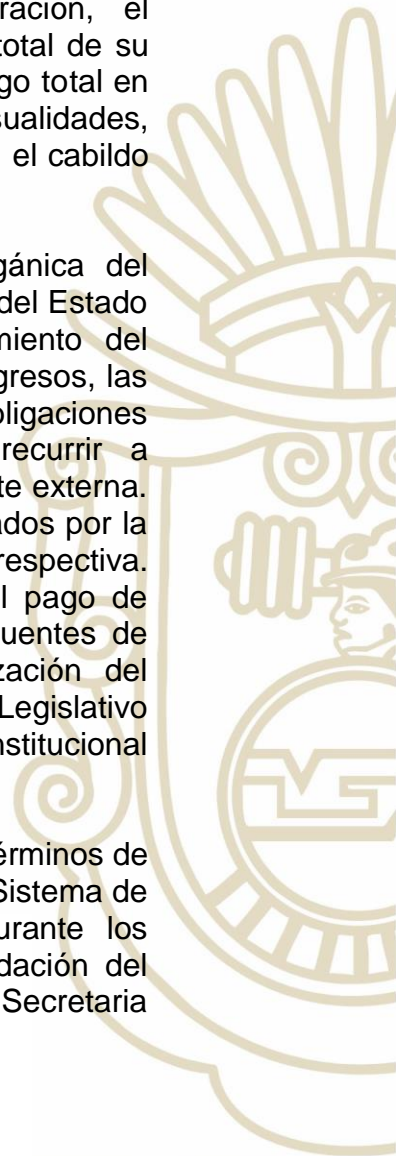 ración, el
total de su
go total en
sualidades,
el cabildo
gánica del
del Estado
miento del
gresos, las
bligaciones
recurrir a
te externa.
ados por la
respectiva.
l pago de
uentes de
zación del
Legislativo
nstitucional
érminos de
Sistema de
urante los
dación del
Secretaria